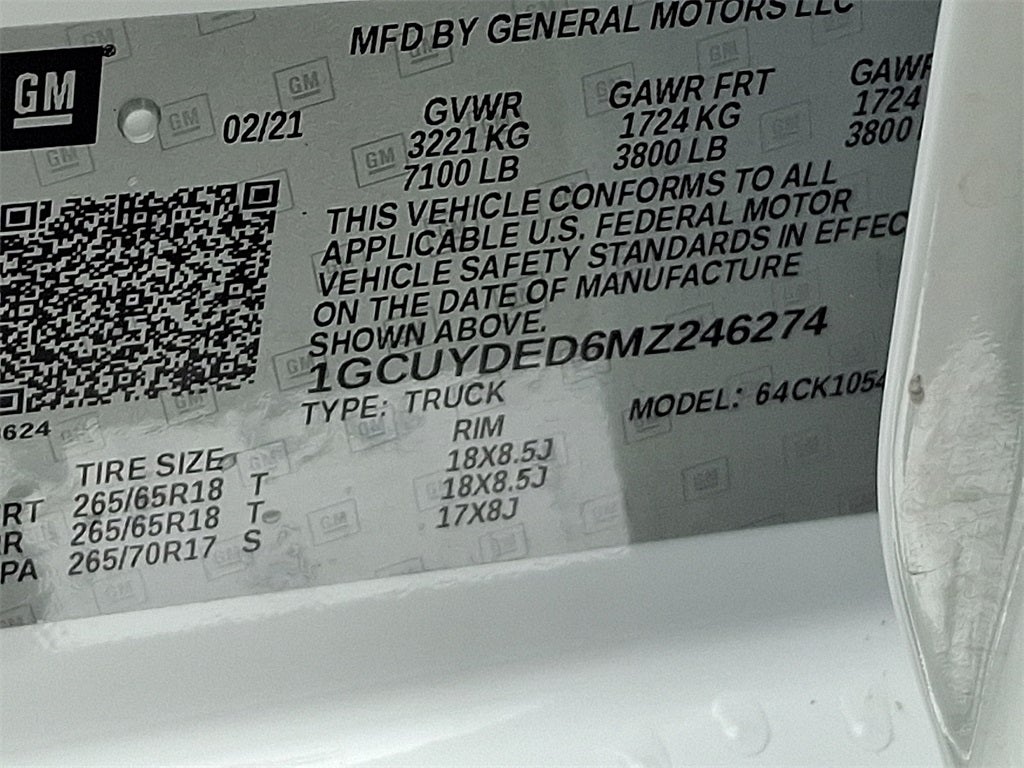 MFD BY GENERAL MOTORS LLC
GM
02/21
GVWR GAWR FRT GAWR
3221 KG 1724 KG 1724
7100 LB 3800 LB 3800
THIS VEHICLE CONFORMS TO ALL
APPLICABLE U.S. FEDERAL MOTOR
VEHICLE SAFETY STANDARDS IN EFFEC
ON THE DATE OF MANUFACTURE
SHOWN ABOVE.
1GCUYDED6MZ246274
TYPE: TRUCK MODEL: 64CK1054
624
TIRE SIZE RIM
RT 265/65R18 T 18X8.5J
R 265/65R18 T 18X8.5J
PA 265/70R17 S 17X8J